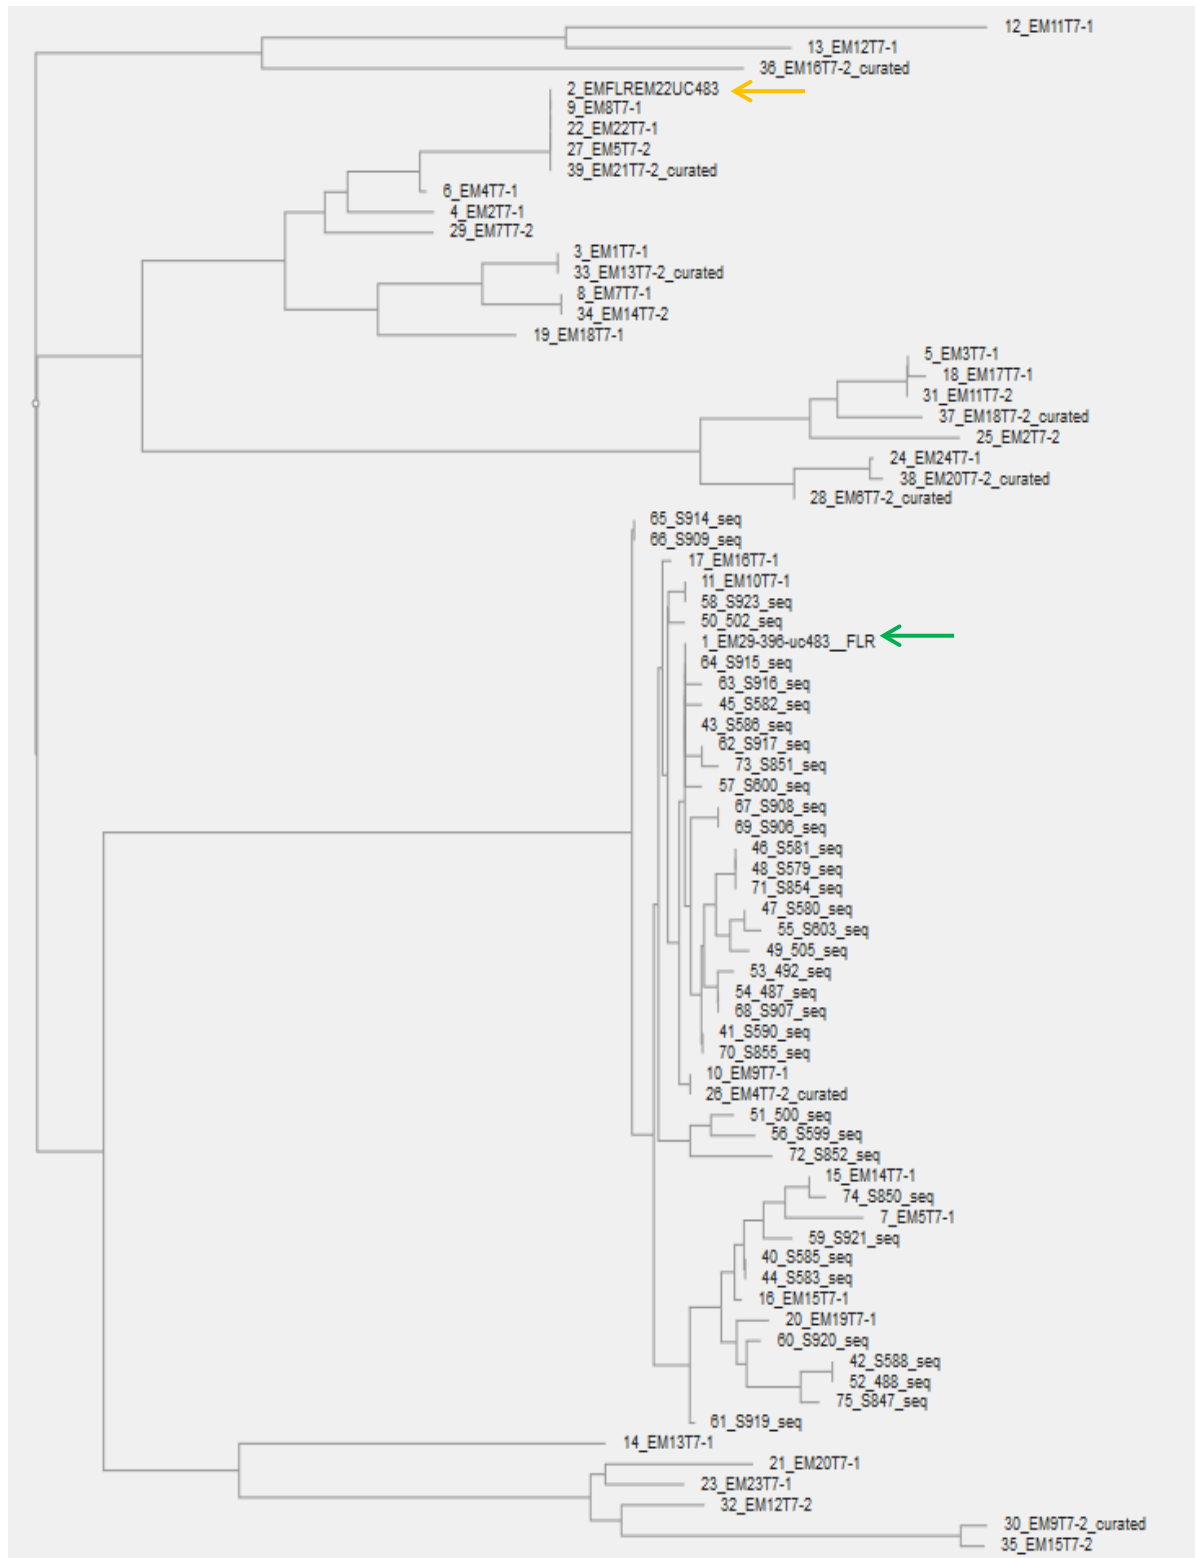 12_EM11T7-1
13_EM12T7-1
36_EM16T7-2_curated
2_EMFLREM22UC483
9_EM8T7-1
22_EM22T7-1
27_EM5T7-2
39_EM21T7-2_curated
6_EM4T7-1
4_EM2T7-1
29_EM7T7-2
3_EM1T7-1
33_EM13T7-2_curated
8_EM7T7-1
34_EM14T7-2
19_EM18T7-1
5_EM3T7-1
18_EM17T7-1
31_EM11T7-2
37_EM18T7-2_curated
25_EM2T7-2
24_EM24T7-1
38_EM20T7-2_curated
28_EM6T7-2_curated
65_S914_seq
66_S909_seq
17_EM16T7-1
11_EM10T7-1
58_S923_seq
50_502_seq
1_EM29-396-uc483__FLR
64_S915_seq
63_S916_seq
45_S582_seq
43_S586_seq
62_S917_seq
73_S851_seq
57_S600_seq
67_S908_seq
69_S906_seq
46_S581_seq
48_S579_seq
71_S854_seq
47_S580_seq
55_S603_seq
49_505_seq
53_492_seq
54_487_seq
68_S907_seq
41_S590_seq
70_S855_seq
10_EM9T7-1
26_EM4T7-2_curated
51_500_seq
56_S599_seq
72_S852_seq
15_EM14T7-1
74_S850_seq
7_EM5T7-1
59_S921_seq
40_S585_seq
44_S583_seq
16_EM15T7-1
20_EM19T7-1
60_S920_seq
42_S588_seq
52_488_seq
75_S847_seq
61_S919_seq
14_EM13T7-1
21_EM20T7-1
23_EM23T7-1
32_EM12T7-2
30_EM9T7-2_curated
35_EM15T7-2